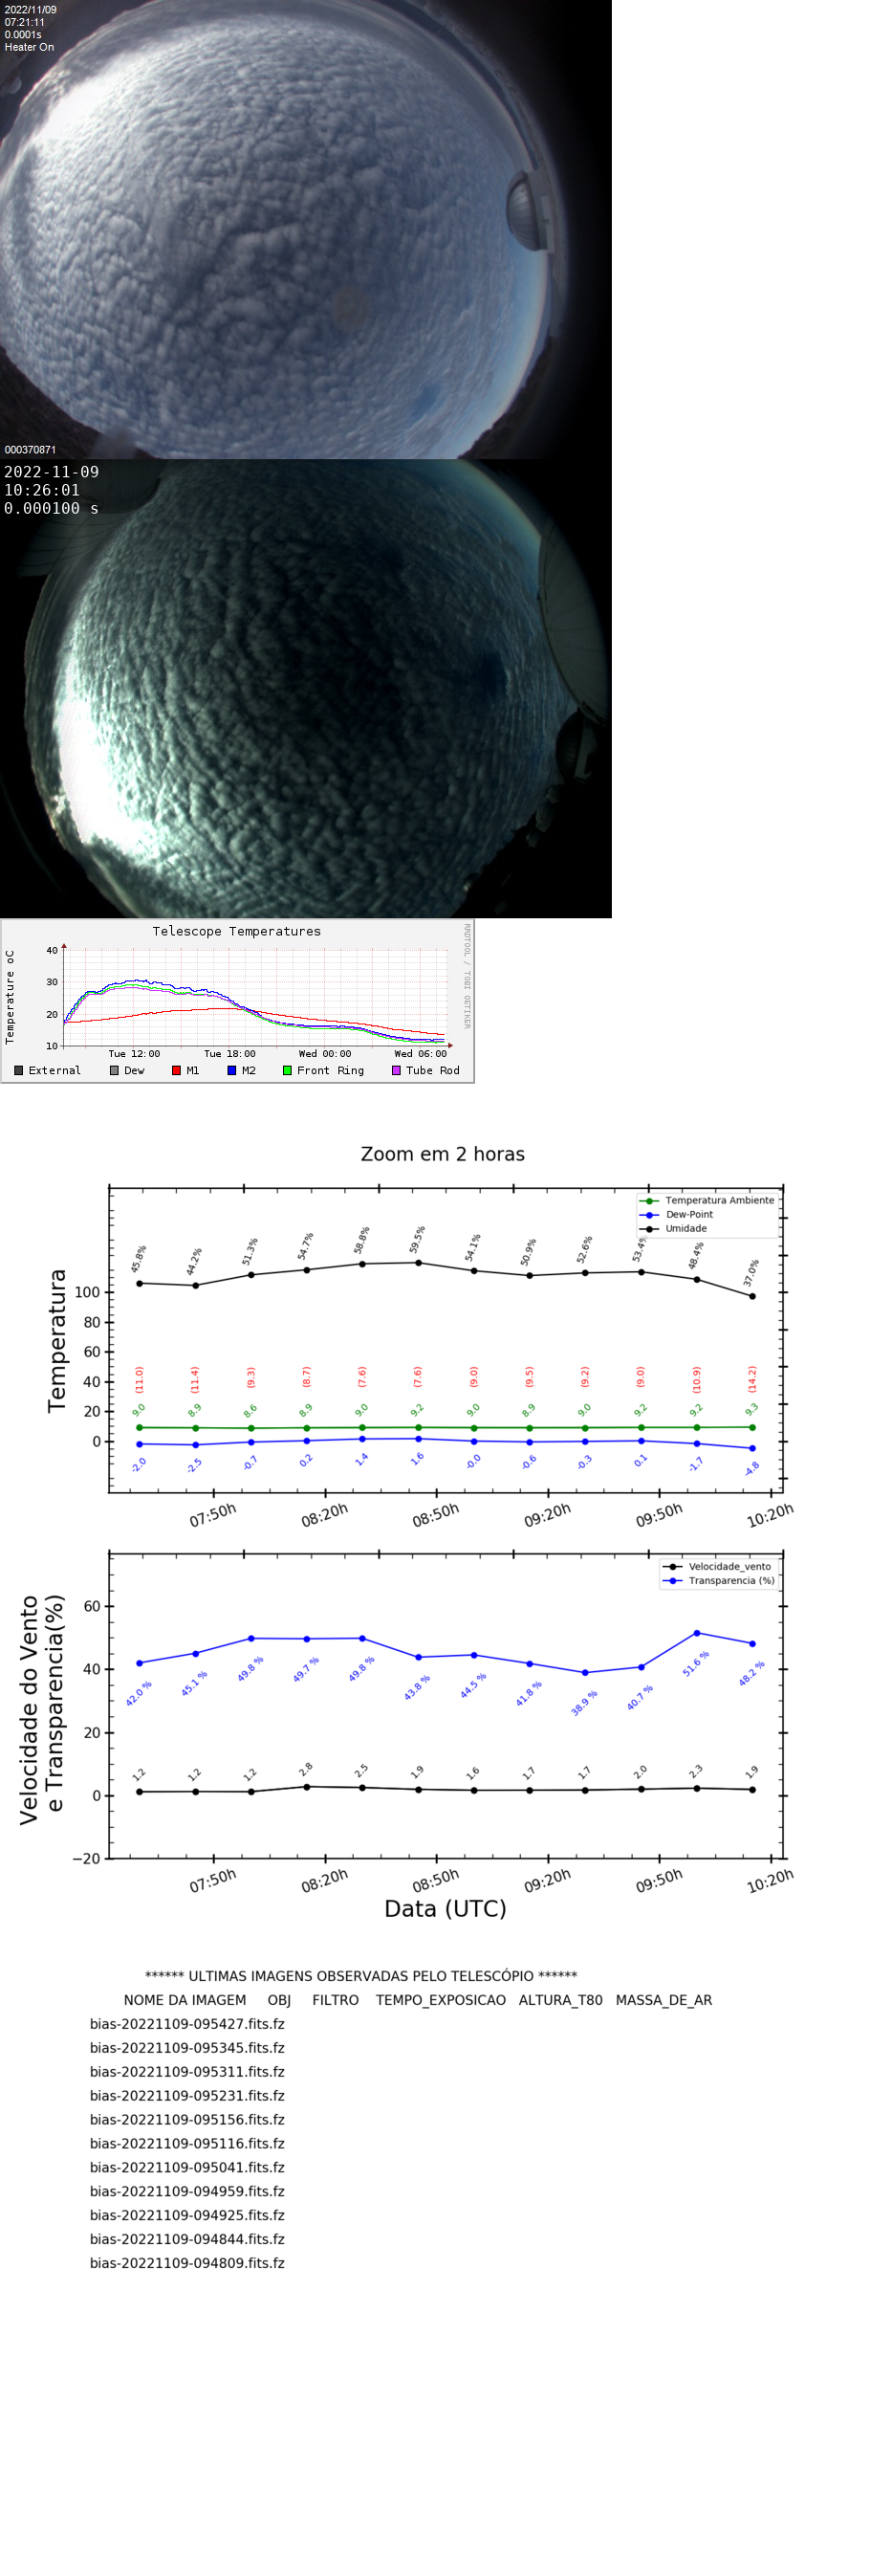 2022/11/09
07:21:11
0.0001s
Heater On
000370871
2022-11-09
10:26:01
0.000100 s
Telescope Temperatures
RRDTOOL / TOBI OETIKER
Temperature oC
40
30
20
10
Tue 12:00 Tue 18:00 Wed 00:00 Wed 06:00
External Dew M1 M2 Front Ring Tube Rod
Zoom em 2 horas
Temperatura Ambiente
Dew-Point
Umidade
45.8% 44.2% 51.3% 54.7% 58.8% 59.5% 54.1% 50.9% 52.6% 53.4% 48.4% 37.0%
Temperatura
100
80
60
40
20
0
(11.0) (11.4) (9.3) (8.7) (7.6) (7.6) (9.0) (9.5) (9.2) (9.0) (10.9) (14.2)
9.0 8.9 8.6 8.9 9.0 9.2 9.0 8.9 9.0 9.2 9.2 9.3
-2.0 -2.5 -0.7 0.2 1.4 1.6 -0.0 -0.6 -0.3 0.1 -1.7 -4.8
07:50h 08:20h 08:50h 09:20h 09:50h 10:20h
Velocidade_vento
Transparencia (%)
Velocidade do Vento
e Transparencia(%)
60
40
20
0
−20
42.0 % 45.1 % 49.8 % 49.7 % 49.8 % 43.8 % 44.5 % 41.8 % 38.9 % 40.7 % 51.6 % 48.2 %
1.2 1.2 1.2 2.8 2.5 1.9 1.6 1.7 1.7 2.0 2.3 1.9
07:50h 08:20h 08:50h 09:20h 09:50h 10:20h
Data (UTC)
****** ULTIMAS IMAGENS OBSERVADAS PELO TELESCÓPIO ******
NOME DA IMAGEM OBJ FILTRO TEMPO_EXPOSICAO ALTURA_T80 MASSA_DE_AR
bias-20221109-095427.fits.fz
bias-20221109-095345.fits.fz
bias-20221109-095311.fits.fz
bias-20221109-095231.fits.fz
bias-20221109-095156.fits.fz
bias-20221109-095116.fits.fz
bias-20221109-095041.fits.fz
bias-20221109-094959.fits.fz
bias-20221109-094925.fits.fz
bias-20221109-094844.fits.fz
bias-20221109-094809.fits.fz